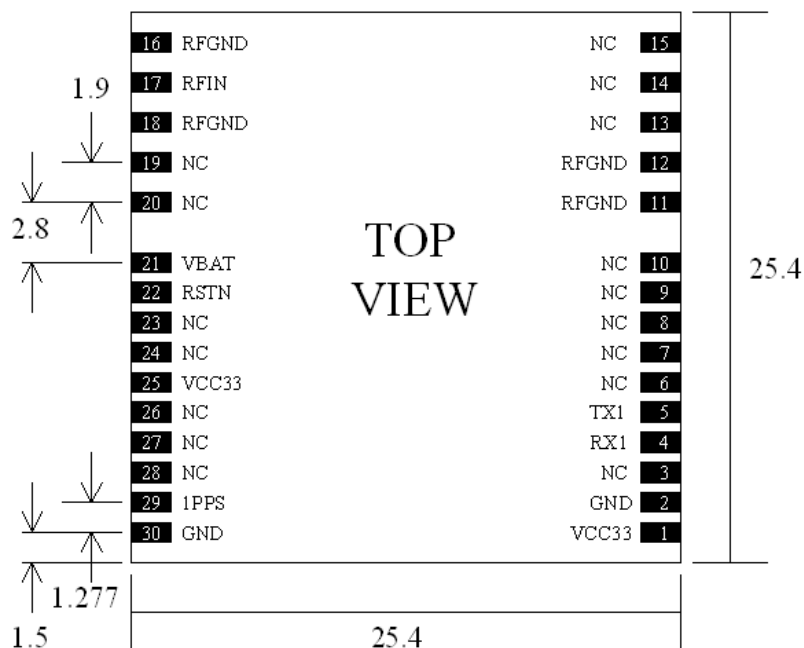 16 RFGND NC 15
17 RFIN NC 14
1.9
18 RFGND NC 13
19 NC RFGND 12
20 NC RFGND 11
2.8
TOP
VIEW
21 VBAT NC 10
25.4
22 RSTN NC 9
23 NC NC 8
24 NC NC 7
25 VCC33 NC 6
26 NC TX1 5
27 NC RX1 4
28 NC NC 3
29 1PPS GND 2
30 GND VCC33 1
1.277
1.5
25.4